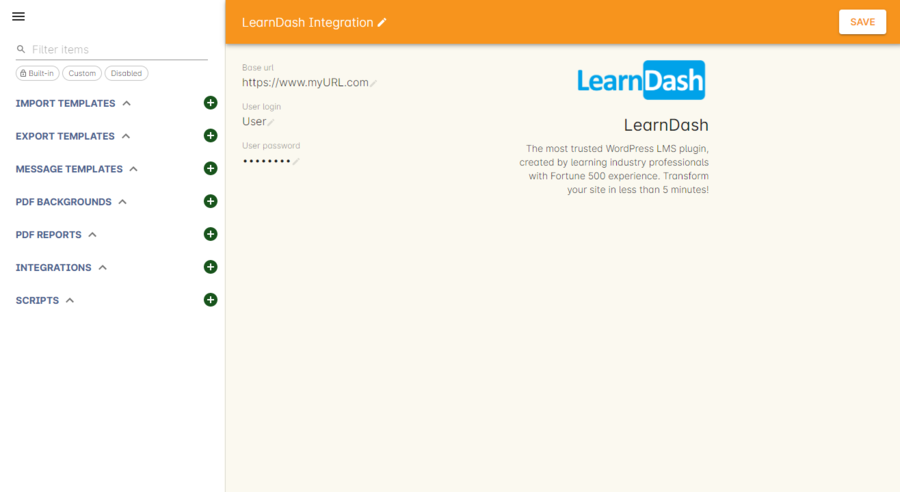 LearnDash Integration
SAVE
Filter items
Built-in
Custom
Disabled
IMPORT TEMPLATES
EXPORT TEMPLATES
MESSAGE TEMPLATES
PDF BACKGROUNDS
PDF REPORTS
INTEGRATIONS
SCRIPTS
Base url
https://www.myURL.com
User login
User
User password
••••••••
LearnDash
LearnDash
The most trusted WordPress LMS plugin,
created by learning industry professionals
with Fortune 500 experience. Transform
your site in less than 5 minutes!